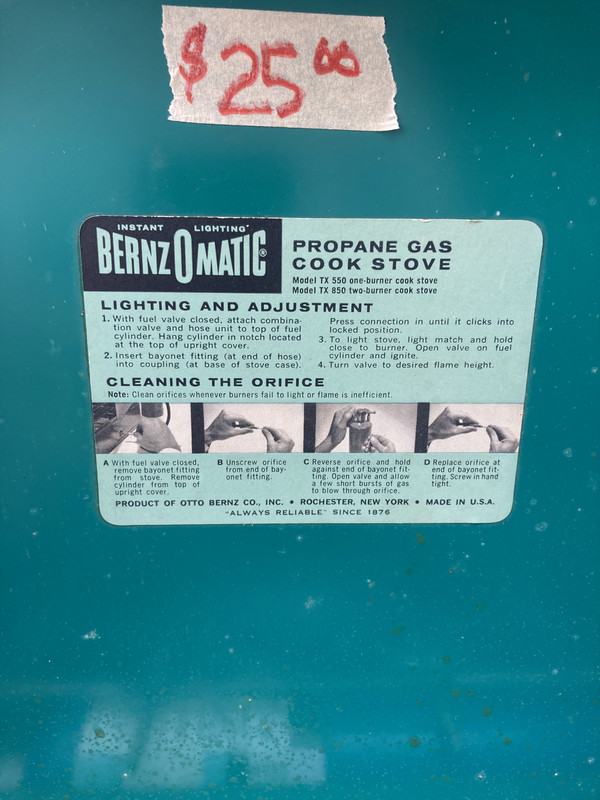 $25.00
INSTANT LIGHTING
BERNZOMATIC®
PROPANE GAS
COOK STOVE
Model TX 550 one-burner cook stove
Model TX 850 two-burner cook stove
LIGHTING AND ADJUSTMENT
1. With fuel valve closed, attach combina-
tion valve and hose unit to top of fuel
cylinder. Hang cylinder in notch located
at the top of upright cover.
2. Insert bayonet fitting (at end of hose)
into coupling (at base of stove case).
Press connection in until it clicks into
locked position.
3. To light stove, light match and hold
close to burner. Open valve on fuel
cylinder and ignite.
4. Turn valve to desired flame height.
CLEANING THE ORIFICE
Note: Clean orifices whenever burners fail to light or flame is inefficient.
A With fuel valve closed,
remove bayonet fitting
from stove. Remove
cylinder from top of
upright cover.
B Unscrew orifice
from end of bay-
onet fitting.
C Reverse orifice and hold
against end of bayonet fit-
ting. Open valve and allow
a few short bursts of gas
to blow through orifice.
D Replace orifice at
end of bayonet fit-
ting. Screw in hand
tight.
PRODUCT OF OTTO BERNZ CO., INC. • ROCHESTER, NEW YORK • MADE IN U.S.A.
"ALWAYS RELIABLE" SINCE 1876